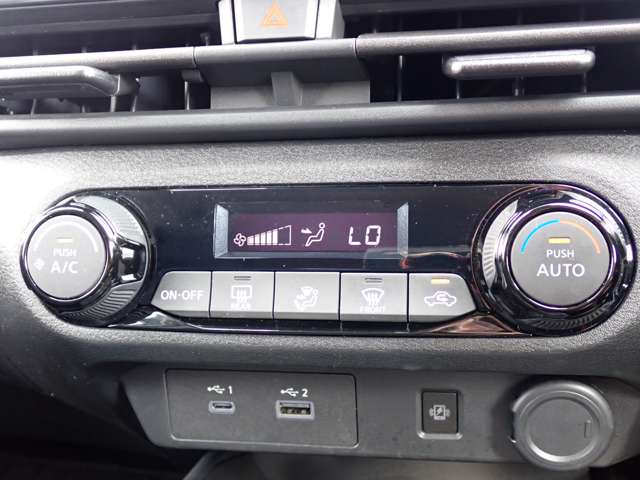 LO
PUSH
A/C
PUSH
AUTO
ON·OFF
REAR
FRONT
1
2